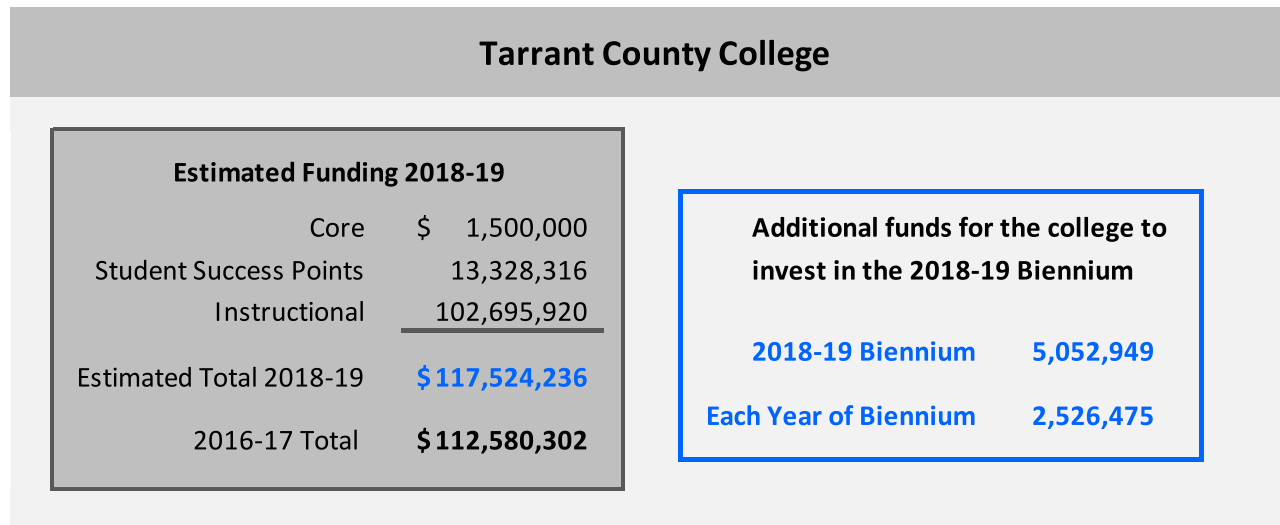 Tarrant County College
Estimated Funding 2018-19
Core $ 1,500,000
Student Success Points 13,328,316
Instructional 102,695,920
Estimated Total 2018-19 $117,524,236
2016-17 Total $112,580,302
Additional funds for the college to
invest in the 2018-19 Biennium
2018-19 Biennium 5,052,949
Each Year of Biennium 2,526,475